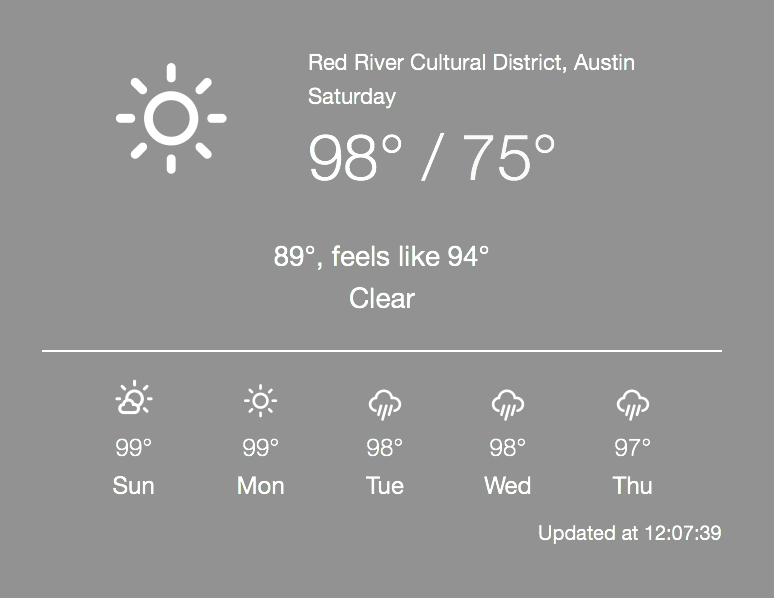 Red River Cultural District, Austin
Saturday
98° / 75°
89°, feels like 94°
Clear
99° 99° 98° 98° 97°
Sun Mon Tue Wed Thu
Updated at 12:07:39